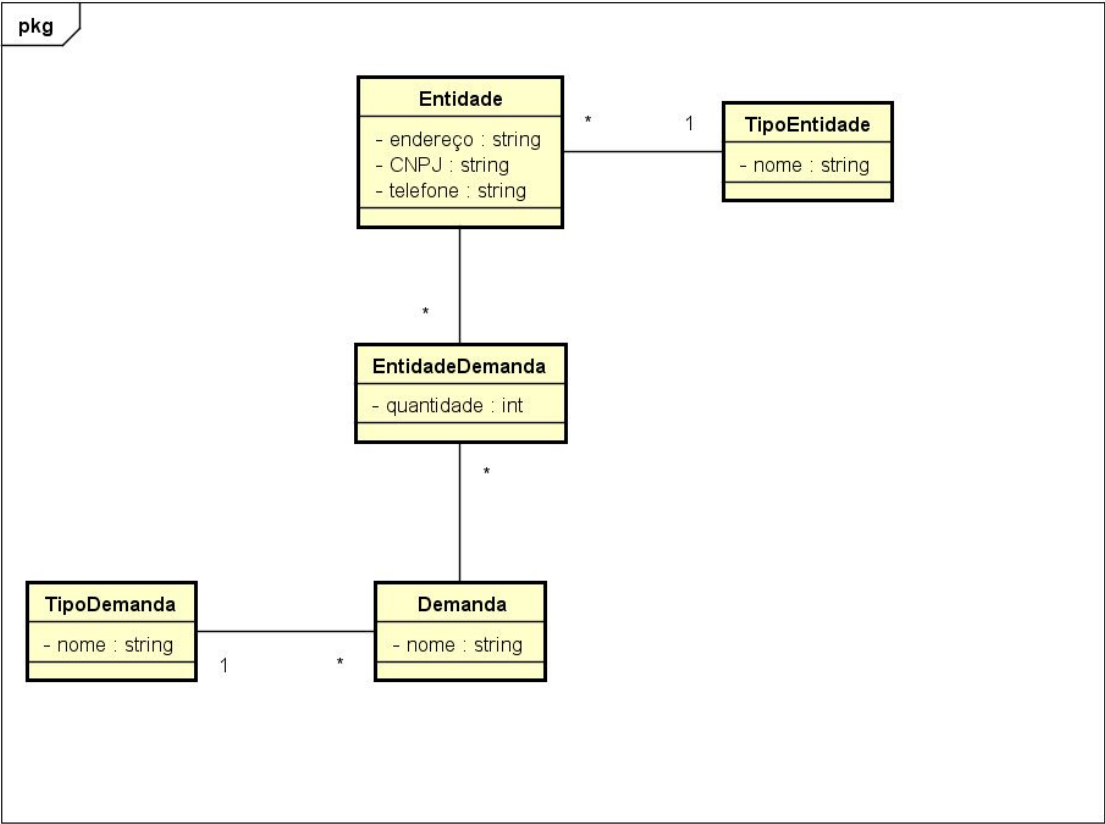 pkg
Entidade
- endereço : string
- CNPJ : string
- telefone : string
* 1
TipoEntidade
- nome : string
*
EntidadeDemanda
- quantidade : int
*
TipoDemanda
- nome : string
1 *
Demanda
- nome : string